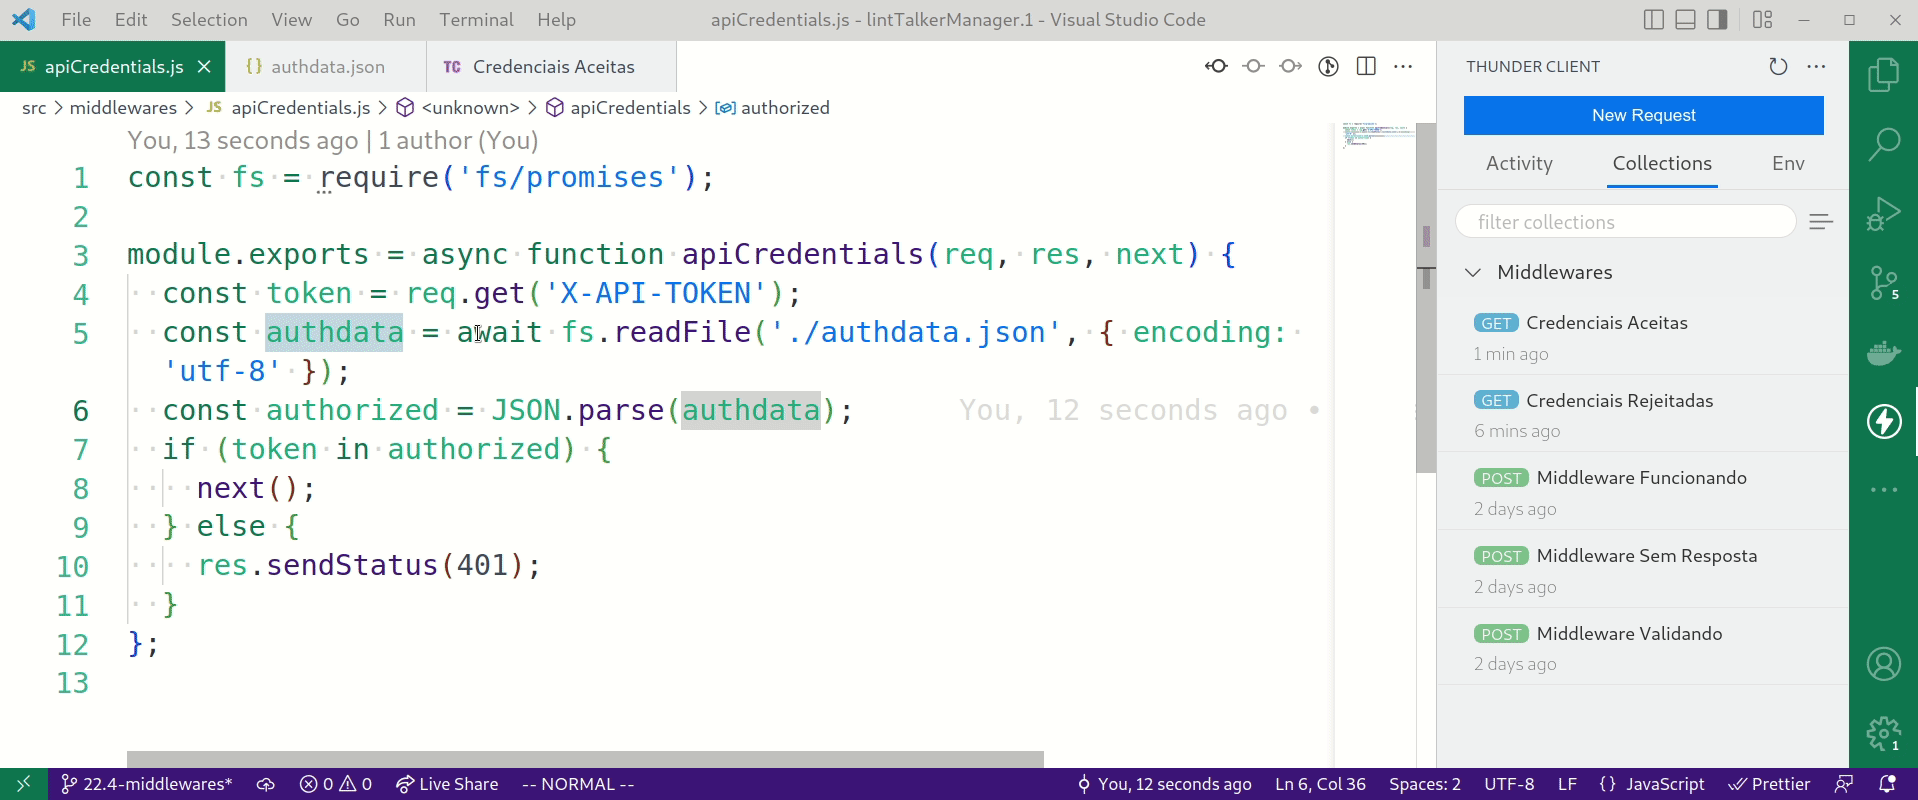 File Edit Selection View Go Run Terminal Help apiCredentials.js - lintTalkerManager.1 - Visual Studio Code
JS apiCredentials.js × {} authdata.json TC Credenciais Aceitas
src > middlewares > JS apiCredentials.js > <unknown> > apiCredentials > authorized
You, 13 seconds ago | 1 author (You)
1 const fs = require('fs/promises');
2
3 module.exports = async function apiCredentials(req, res, next) {
4 const token = req.get('X-API-TOKEN');
5 const authdata = await fs.readFile('./authdata.json', { encoding:
'utf-8' });
6 const authorized = JSON.parse(authdata); You, 12 seconds ago •
7 if (token in authorized) {
8 next();
9 } else {
10 res.sendStatus(401);
11 }
12 };
13
THUNDER CLIENT
New Request
Activity Collections Env
filter collections
Middlewares
GET Credenciais Aceitas
1 min ago
GET Credenciais Rejeitadas
6 mins ago
POST Middleware Funcionando
2 days ago
POST Middleware Sem Resposta
2 days ago
POST Middleware Validando
2 days ago
5
1
22.4-middlewares* 0 0 Live Share -- NORMAL -- You, 12 seconds ago Ln 6, Col 36 Spaces: 2 UTF-8 LF {} JavaScript Prettier